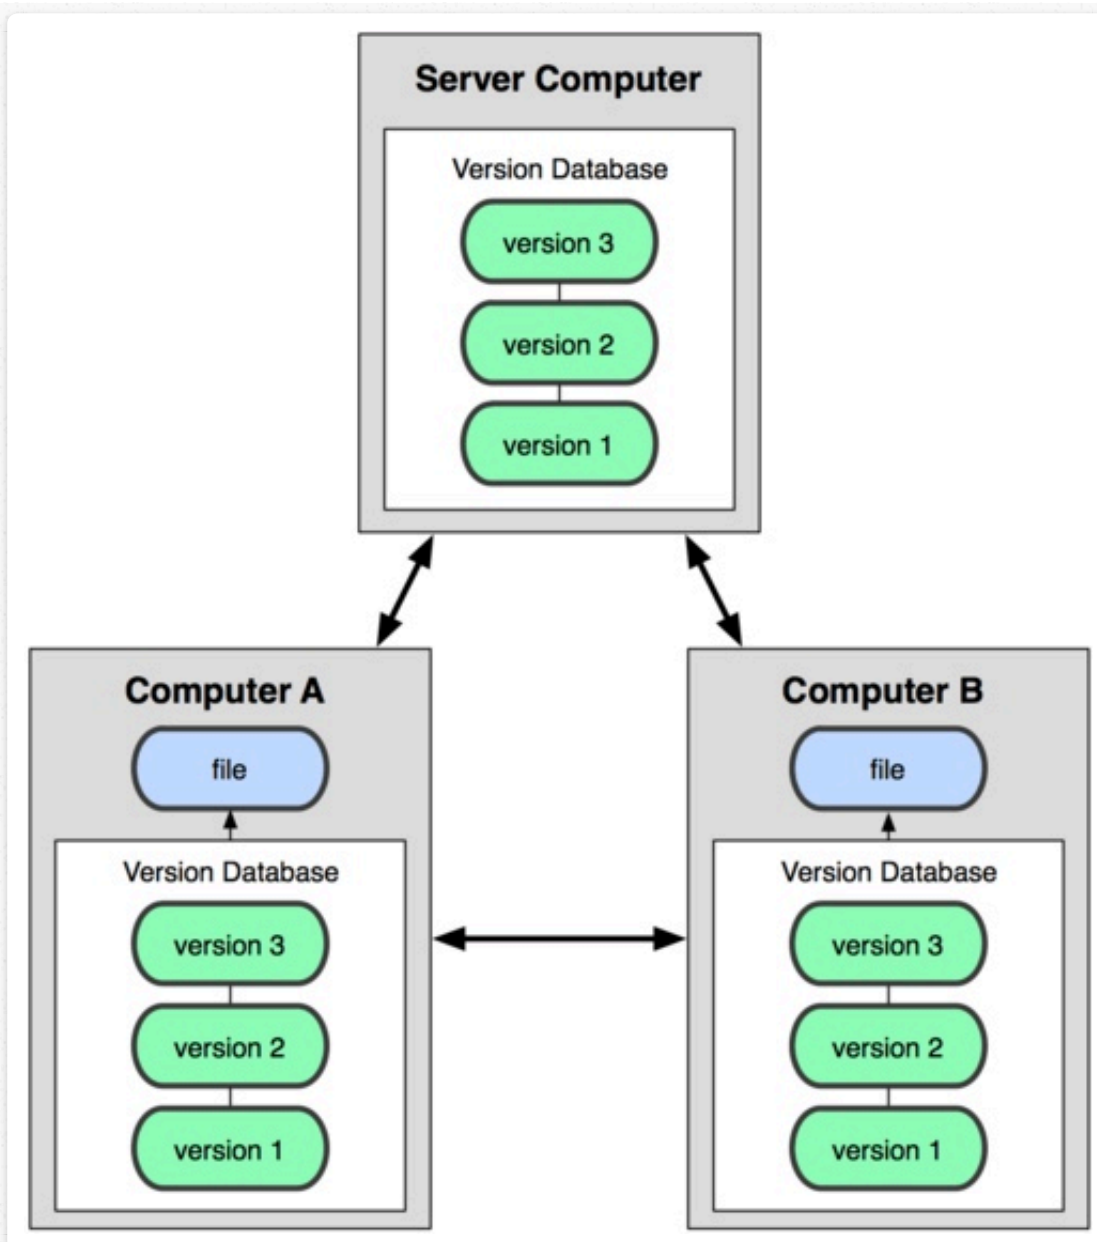 Server Computer
Version Database
version 3
version 2
version 1
Computer A
file
Version Database
version 3
version 2
version 1
Computer B
file
Version Database
version 3
version 2
version 1